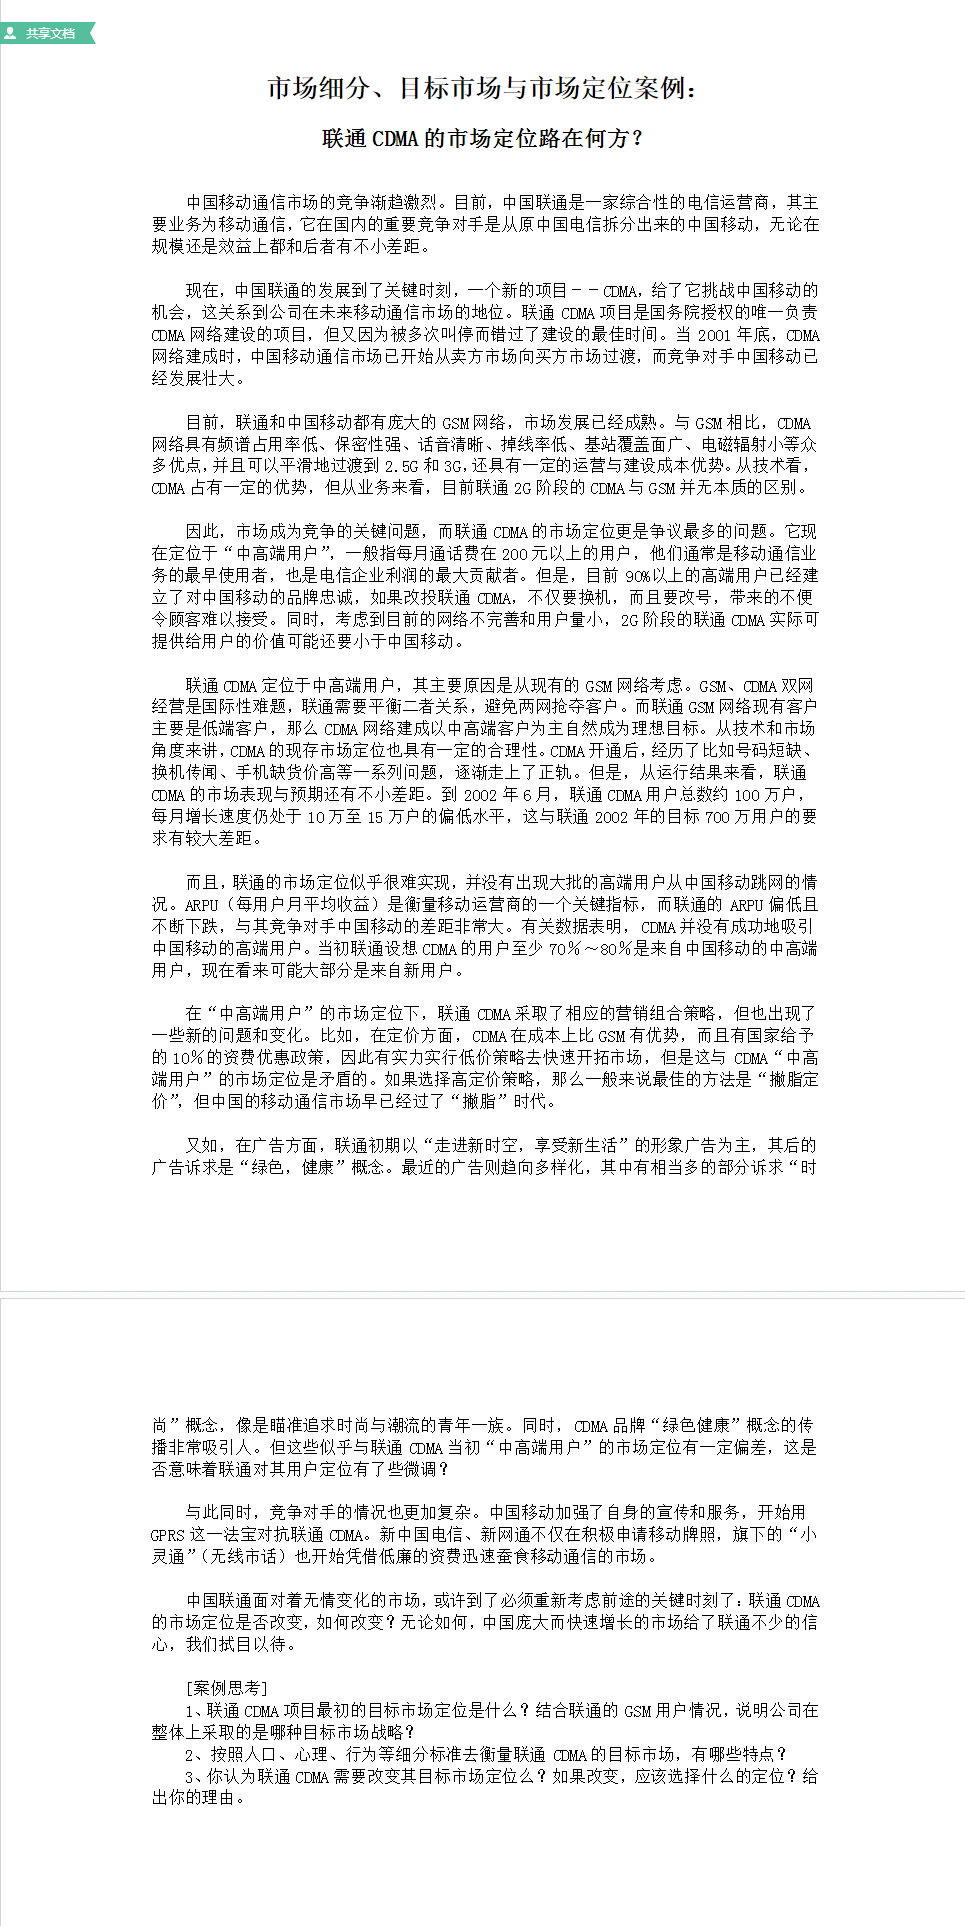 共享文档
市场细分、目标市场与市场定位案例：
联通 CDMA 的市场定位路在何方？
中国移动通信市场的竞争渐趋激烈。目前，中国联通是一家综合性的电信运营商，其主
要业务为移动通信，它在国内的重要竞争对手是从原中国电信拆分出来的中国移动，无论在
规模还是效益上都和后者有不小差距。
现在，中国联通的发展到了关键时刻，一个新的项目－－CDMA，给了它挑战中国移动的
机会，这关系到公司在未来移动通信市场的地位。联通 CDMA 项目是国务院授权的唯一负责
CDMA 网络建设的项目，但又因为被多次叫停而错过了建设的最佳时间。当 2001 年底，CDMA
网络建成时，中国移动通信市场已开始从卖方市场向买方市场过渡，而竞争对手中国移动已
经发展壮大。
目前，联通和中国移动都有庞大的 GSM 网络，市场发展已经成熟。与 GSM 相比，CDMA
网络具有频谱占用率低、保密性强、话音清晰、掉线率低、基站覆盖面广、电磁辐射小等众
多优点，并且可以平滑地过渡到 2.5G 和 3G，还具有一定的运营与建设成本优势。从技术看，
CDMA 占有一定的优势，但从业务来看，目前联通 2G 阶段的 CDMA 与 GSM 并无本质的区别。
因此，市场成为竞争的关键问题，而联通 CDMA 的市场定位更是争议最多的问题。它现
在定位于“中高端用户”，一般指每月通话费在 200 元以上的用户，他们通常是移动通信业
务的最早使用者，也是电信企业利润的最大贡献者。但是，目前 90%以上的高端用户已经建
立了对中国移动的品牌忠诚，如果改投联通 CDMA，不仅要换机，而且要改号，带来的不便
令顾客难以接受。同时，考虑到目前的网络不完善和用户量小，2G 阶段的联通 CDMA 实际可
提供给用户的价值可能还要小于中国移动。
联通 CDMA 定位于中高端用户，其主要原因是从现有的 GSM 网络考虑。GSM、CDMA 双网
经营是国际性难题，联通需要平衡二者关系，避免两网抢夺客户。而联通 GSM 网络现有客户
主要是低端客户，那么 CDMA 网络建成以中高端客户为主自然成为理想目标。从技术和市场
角度来讲，CDMA 的现存市场定位也具有一定的合理性。CDMA 开通后，经历了比如号码短缺、
换机传闻、手机缺货价高等一系列问题，逐渐走上了正轨。但是，从运行结果来看，联通
CDMA 的市场表现与预期还有不小差距。到 2002 年 6 月，联通 CDMA 用户总数约 100 万户，
每月增长速度仍处于 10 万至 15 万户的偏低水平，这与联通 2002 年的目标 700 万用户的要
求有较大差距。
而且，联通的市场定位似乎很难实现，并没有出现大批的高端用户从中国移动跳网的情
况。ARPU（每用户月平均收益）是衡量移动运营商的一个关键指标，而联通的 ARPU 偏低且
不断下跌，与其竞争对手中国移动的差距非常大。有关数据表明，CDMA 并没有成功地吸引
中国移动的高端用户。当初联通设想 CDMA 的用户至少 70％～80％是来自中国移动的中高端
用户，现在看来可能大部分是来自新用户。
在“中高端用户”的市场定位下，联通 CDMA 采取了相应的营销组合策略，但也出现了
一些新的问题和变化。比如，在定价方面，CDMA 在成本上比 GSM 有优势，而且有国家给予
的 10％的资费优惠政策，因此有实力实行低价策略去快速开拓市场，但是这与 CDMA“中高
端用户”的市场定位是矛盾的。如果选择高定价策略，那么一般来说最佳的方法是“撇脂定
价”，但中国的移动通信市场早已经过了“撇脂”时代。
又如，在广告方面，联通初期以“走进新时空，享受新生活”的形象广告为主，其后的
广告诉求是“绿色，健康”概念。最近的广告则趋向多样化，其中有相当多的部分诉求“时
尚”概念，像是瞄准追求时尚与潮流的青年一族。同时，CDMA 品牌“绿色健康”概念的传
播非常吸引人。但这些似乎与联通 CDMA 当初“中高端用户”的市场定位有一定偏差，这是
否意味着联通对其用户定位有了些微调？
与此同时，竞争对手的情况也更加复杂。中国移动加强了自身的宣传和服务，开始用
GPRS 这一法宝对抗联通 CDMA。新中国电信、新网通不仅在积极申请移动牌照，旗下的“小
灵通”（无线市话）也开始凭借低廉的资费迅速蚕食移动通信的市场。
中国联通面对着无情变化的市场，或许到了必须重新考虑前途的关键时刻了：联通 CDMA
的市场定位是否改变，如何改变？无论如何，中国庞大而快速增长的市场给了联通不少的信
心，我们拭目以待。
[案例思考]
1、联通 CDMA 项目最初的目标市场定位是什么？结合联通的 GSM 用户情况，说明公司在
整体上采取的是哪种目标市场战略？
2、按照人口、心理、行为等细分标准去衡量联通 CDMA 的目标市场，有哪些特点？
3、你认为联通 CDMA 需要改变其目标市场定位么？如果改变，应该选择什么的定位？给
出你的理由。